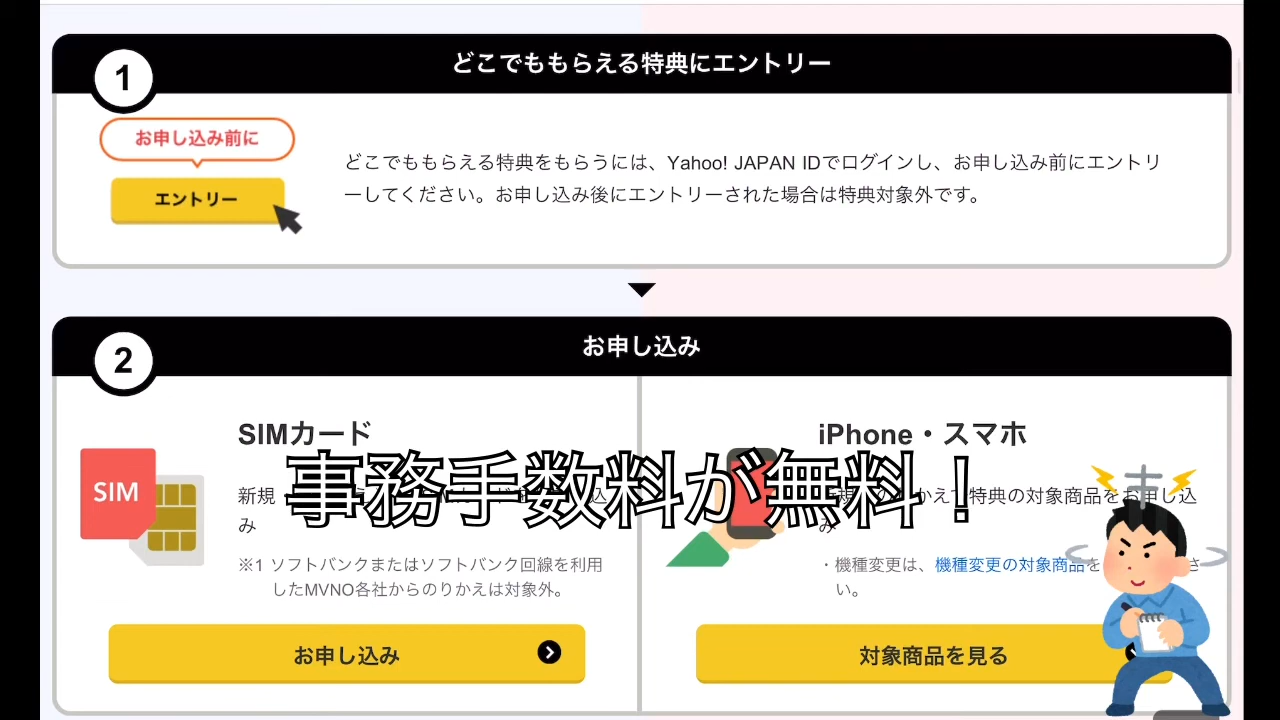 1
どこでももらえる特典にエントリー
お申し込み前に
エントリー
どこでももらえる特典をもらうには、Yahoo! JAPAN IDでログインし、お申し込み前にエントリ
ーしてください。お申し込み後にエントリーされた場合は特典対象外です。
2
お申し込み
SIMカード
SIM
新規
み
※1 ソフトバンクまたはソフトバンク回線を利用
したMVNO各社からのりかえは対象外。
お申し込み
iPhone・スマホ
特典の対象商品をお申し込
み
・機種変更は、機種変更の対象商品を
い。
対象商品を見る
事務手数料が無料！